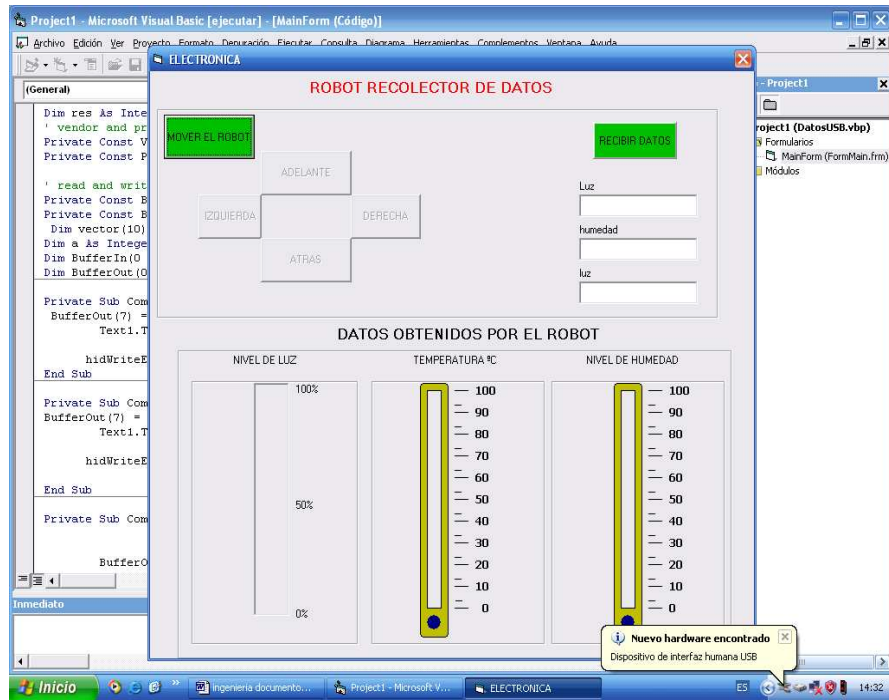 Project1 - Microsoft Visual Basic [ejecutar] - [MainForm (Código)]
Archivo Edición Ver Proyecto Formato Depuración Ejecutar Consulta Diagrama Herramientas Complementos Ventana Ayuda
ELECTRONICA
- Project1
(General)
ROBOT RECOLECTOR DE DATOS
MOVER EL ROBOT
RECIBIR DATOS
ADELANTE
IZQUIERDA
DERECHA
ATRAS
Luz
humedad
luz
DATOS OBTENIDOS POR EL ROBOT
NIVEL DE LUZ
100%
50%
0%
TEMPERATURA ºC
100
90
80
70
60
50
40
30
20
10
0
NIVEL DE HUMEDAD
100
90
80
70
60
50
40
30
20
10
0
Dim res As Inte
' vendor and pr
Private Const V
Private Const P
' read and writ
Private Const B
Private Const B
Dim vector(10)
Dim a As Intege
Dim BufferIn(0
Dim BufferOut(0
Private Sub Com
BufferOut(7) =
Text1.T
hidWriteE
End Sub
Private Sub Com
BufferOut(7) =
Text1.T
hidWriteE
End Sub
Private Sub Com
BufferO
Inmediato
roject1 (DatosUSB.vbp)
Formularios
MainForm (FormMain.frm)
Módulos
Nuevo hardware encontrado
Dispositivo de interfaz humana USB
Inicio
ingenieria documento...
Project1 - Microsoft V...
ELECTRONICA
ES
14:32